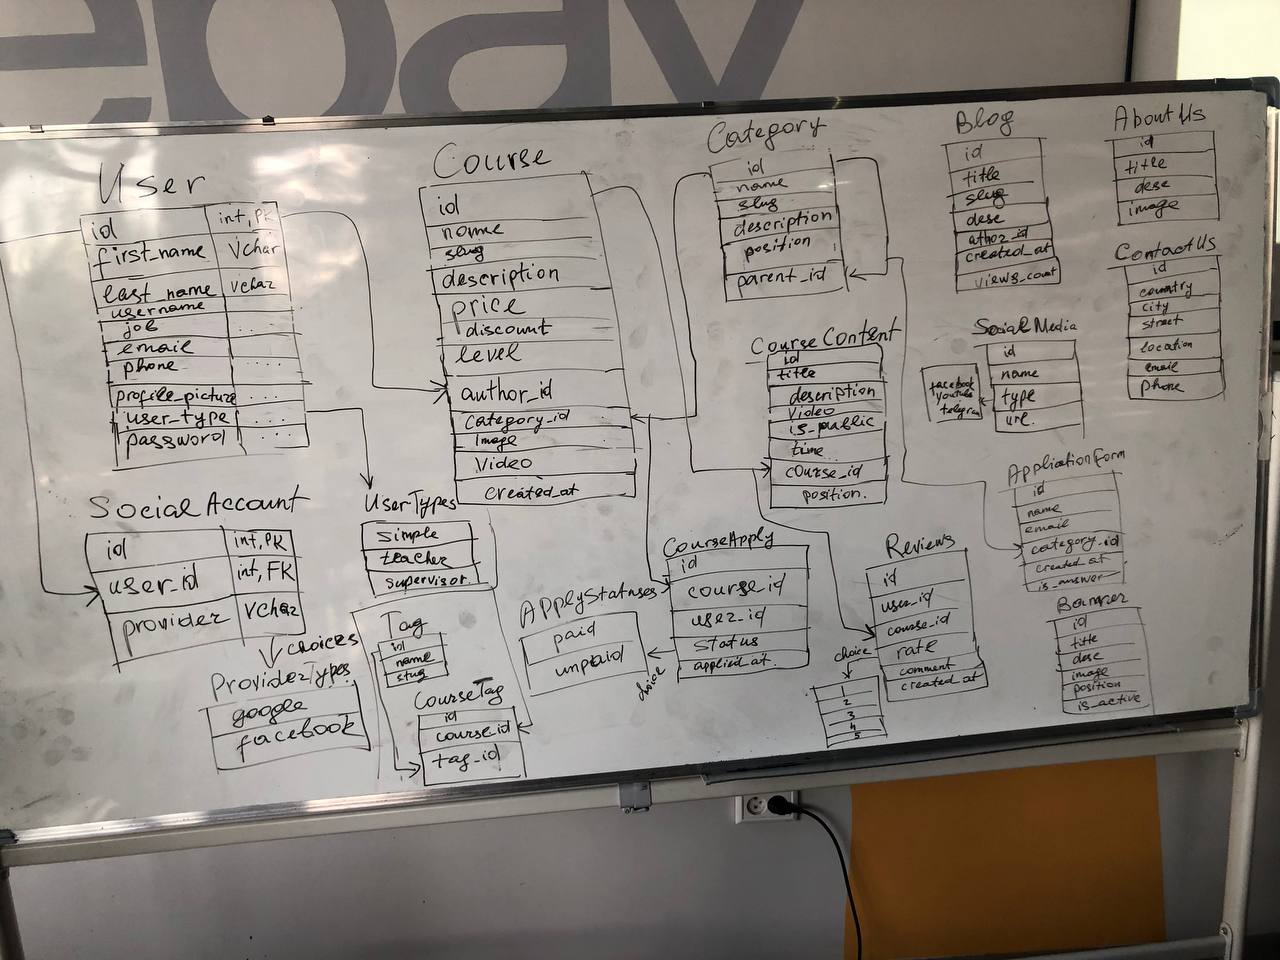 ebay
User
id int, PK
first_name vchar
last_name vchar
username ...
job ...
email ...
phone ...
profile_picture ...
user_type ...
password ...
Social Account
id int, PK
user_id int, FK
provider vchar
choices
ProviderTypes
google
facebook
UserTypes
simple
teacher
supervisor
Tag
id
name
slug
CourseTag
id
course_id
tag_id
Course
id
name
slug
description
price
discount
level
author_id
category_id
image
video
created_at
ApplyStatuses
paid
unpaid
choice
CourseApply
id
course_id
user_id
status
applied_at
Category
id
name
slug
description
position
parent_id
CourseContent
id
title
description
video
is_public
time
course_id
position
Reviews
id
user_id
course_id
rate
comment
created_at
choice
1
2
3
4
5
Blog
id
title
slug
desc
athor_id
created_at
views_count
Social Media
id
name
type
url
facebook
youtube
telegram
About Us
id
title
desc
image
Contact Us
id
country
city
street
location
email
phone
ApplicationForm
id
name
email
category_id
created_at
is_answer
Banner
id
title
desc
image
position
is_active